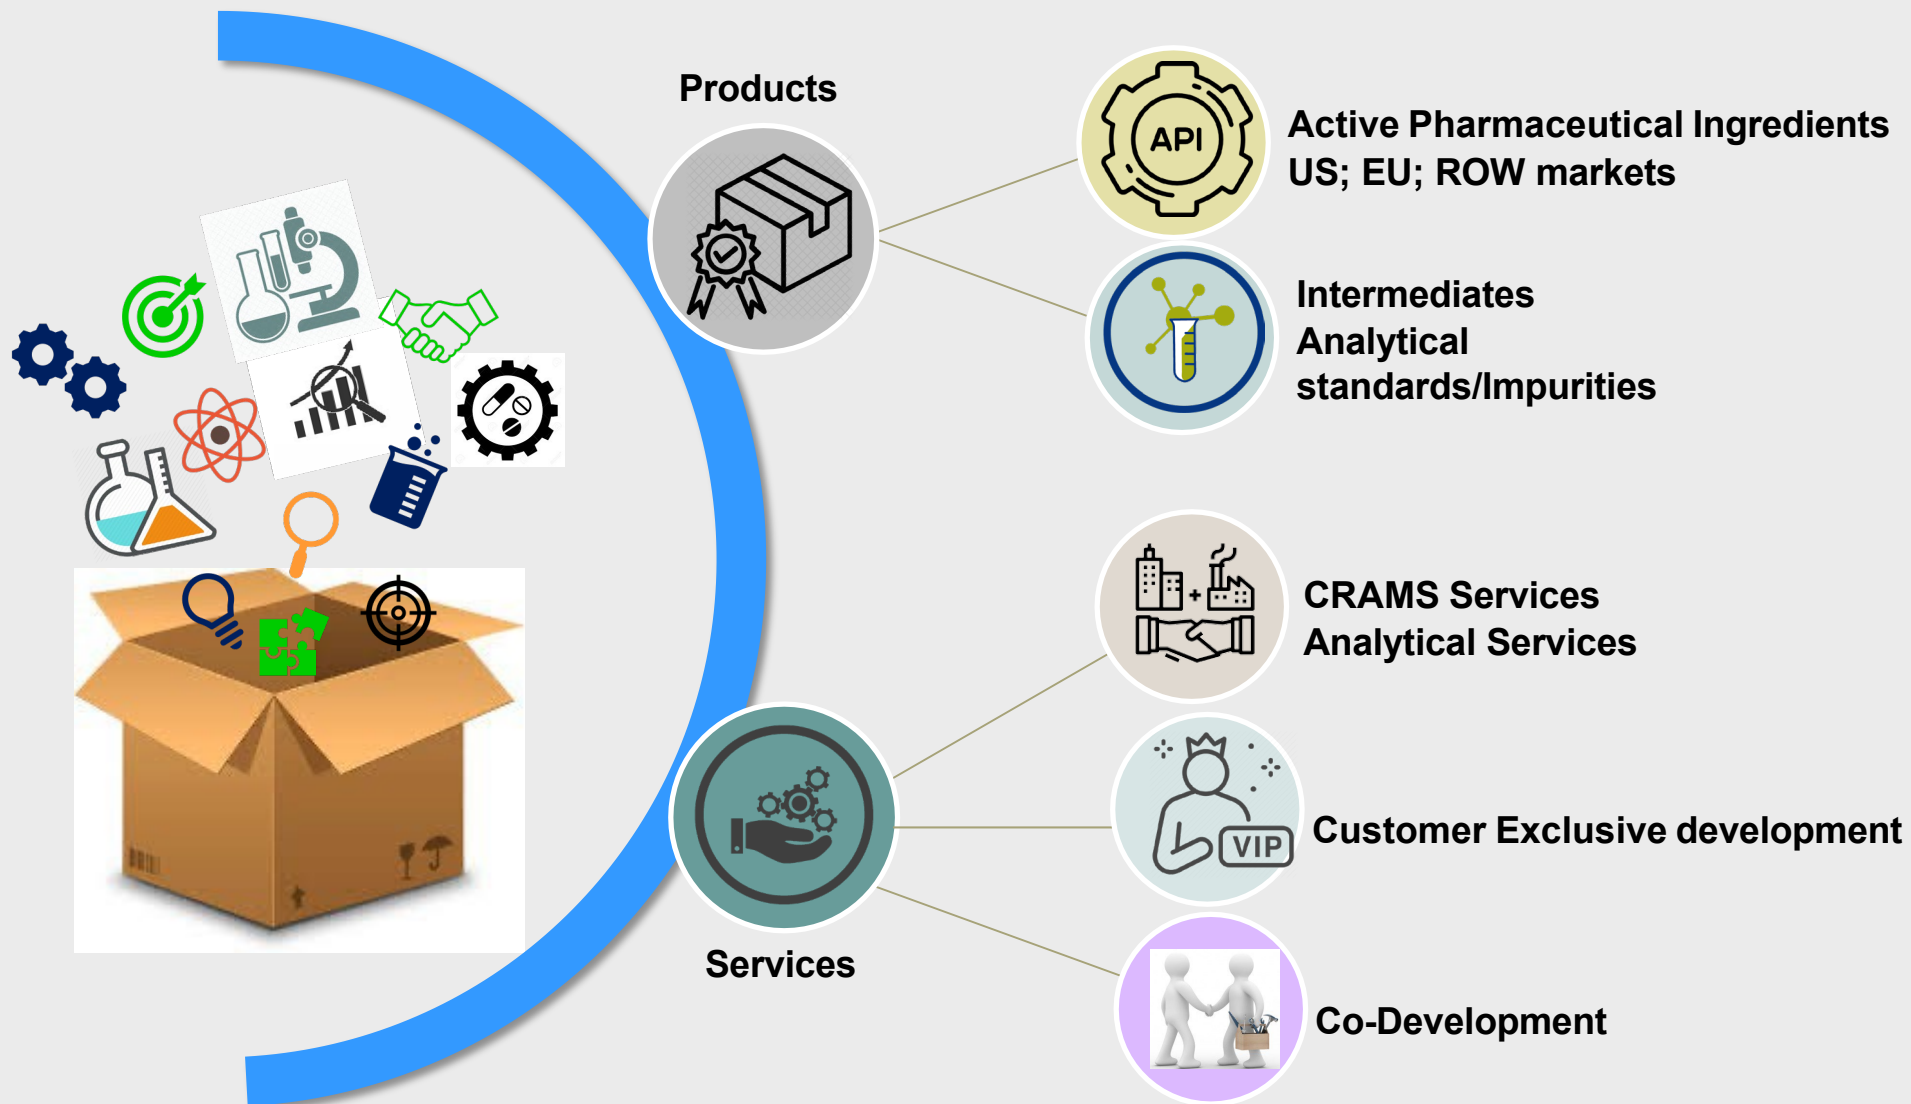 Products
API
Active Pharmaceutical Ingredients
US; EU; ROW markets
Intermediates
Analytical
standards/Impurities
CRAMS Services
Analytical Services
VIP
Customer Exclusive development
Services
Co-Development